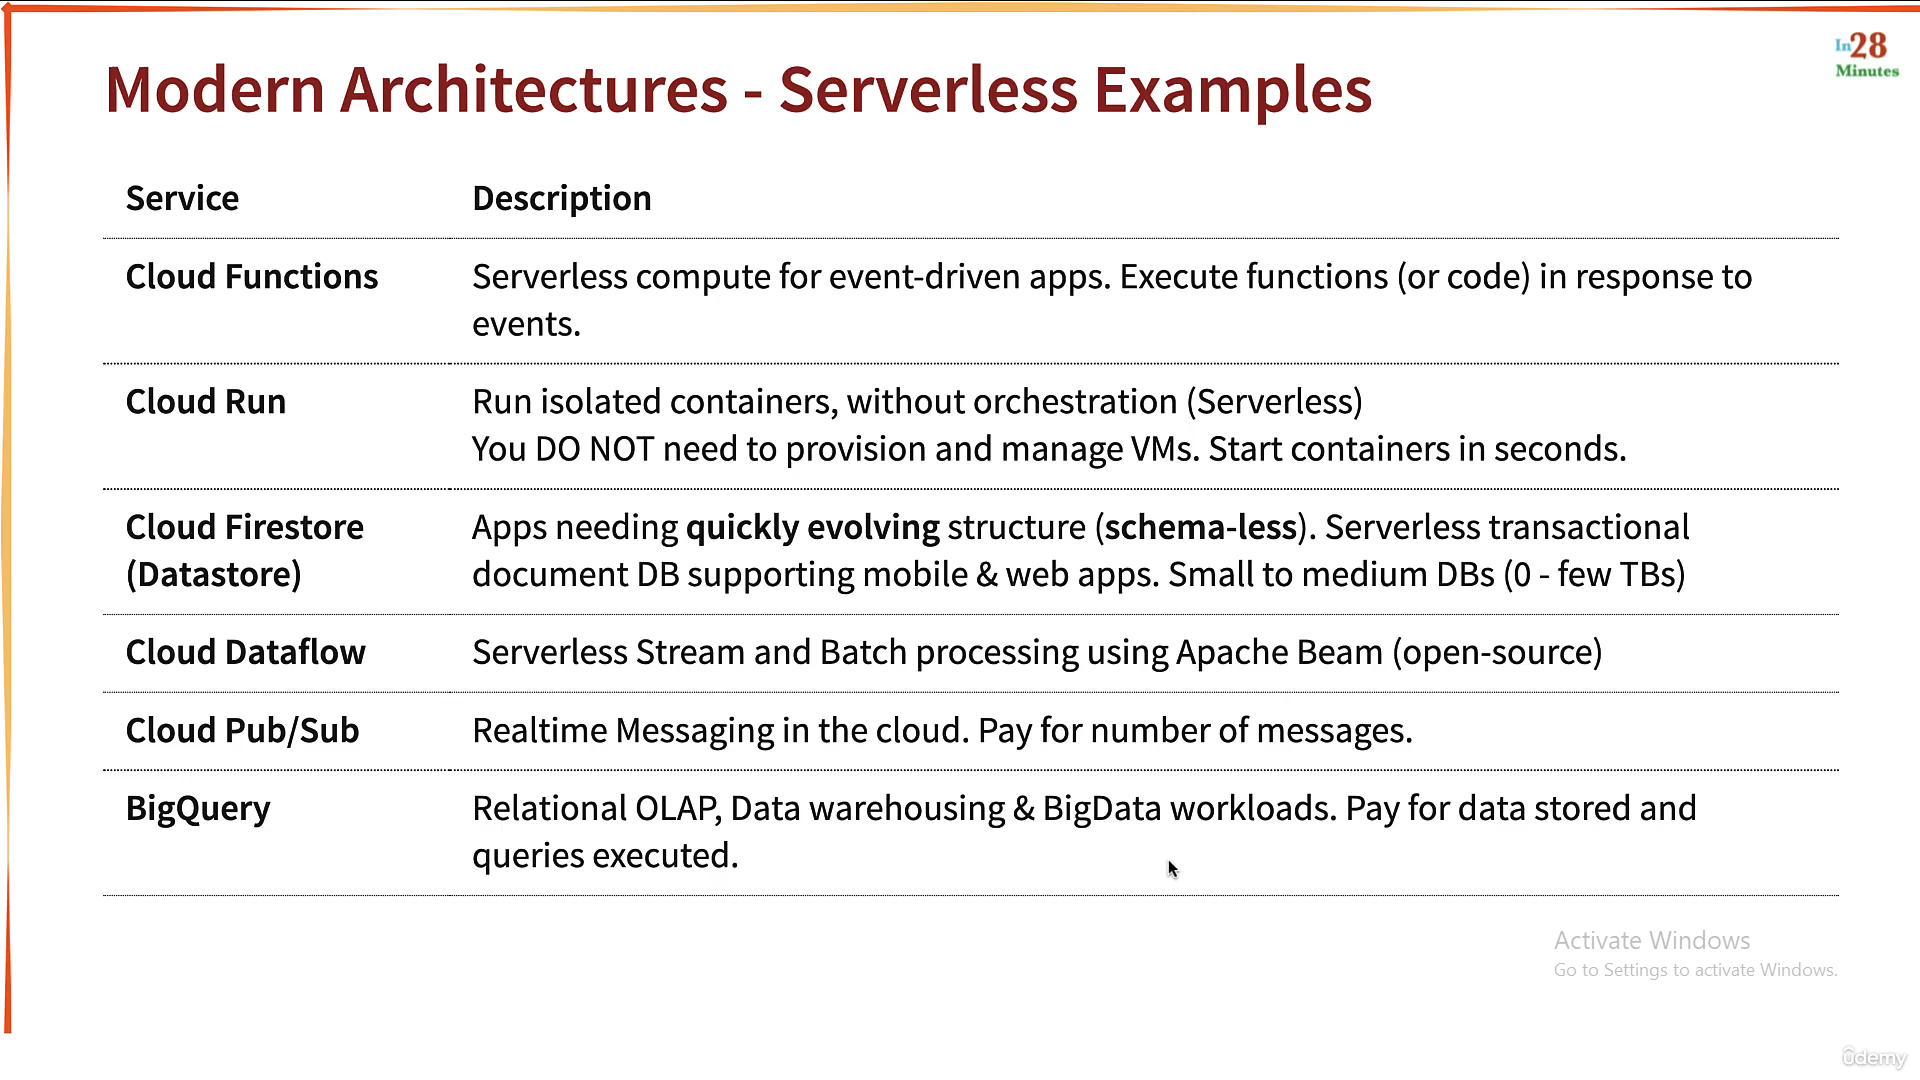 In28
Minutes
Modern Architectures - Serverless Examples
Service Description
Cloud Functions Serverless compute for event-driven apps. Execute functions (or code) in response to
events.
Cloud Run Run isolated containers, without orchestration (Serverless)
You DO NOT need to provision and manage VMs. Start containers in seconds.
Cloud Firestore Apps needing quickly evolving structure (schema-less). Serverless transactional
(Datastore) document DB supporting mobile & web apps. Small to medium DBs (0 - few TBs)
Cloud Dataflow Serverless Stream and Batch processing using Apache Beam (open-source)
Cloud Pub/Sub Realtime Messaging in the cloud. Pay for number of messages.
BigQuery Relational OLAP, Data warehousing & BigData workloads. Pay for data stored and
queries executed.
Activate Windows
Go to Settings to activate Windows.
ûdemy